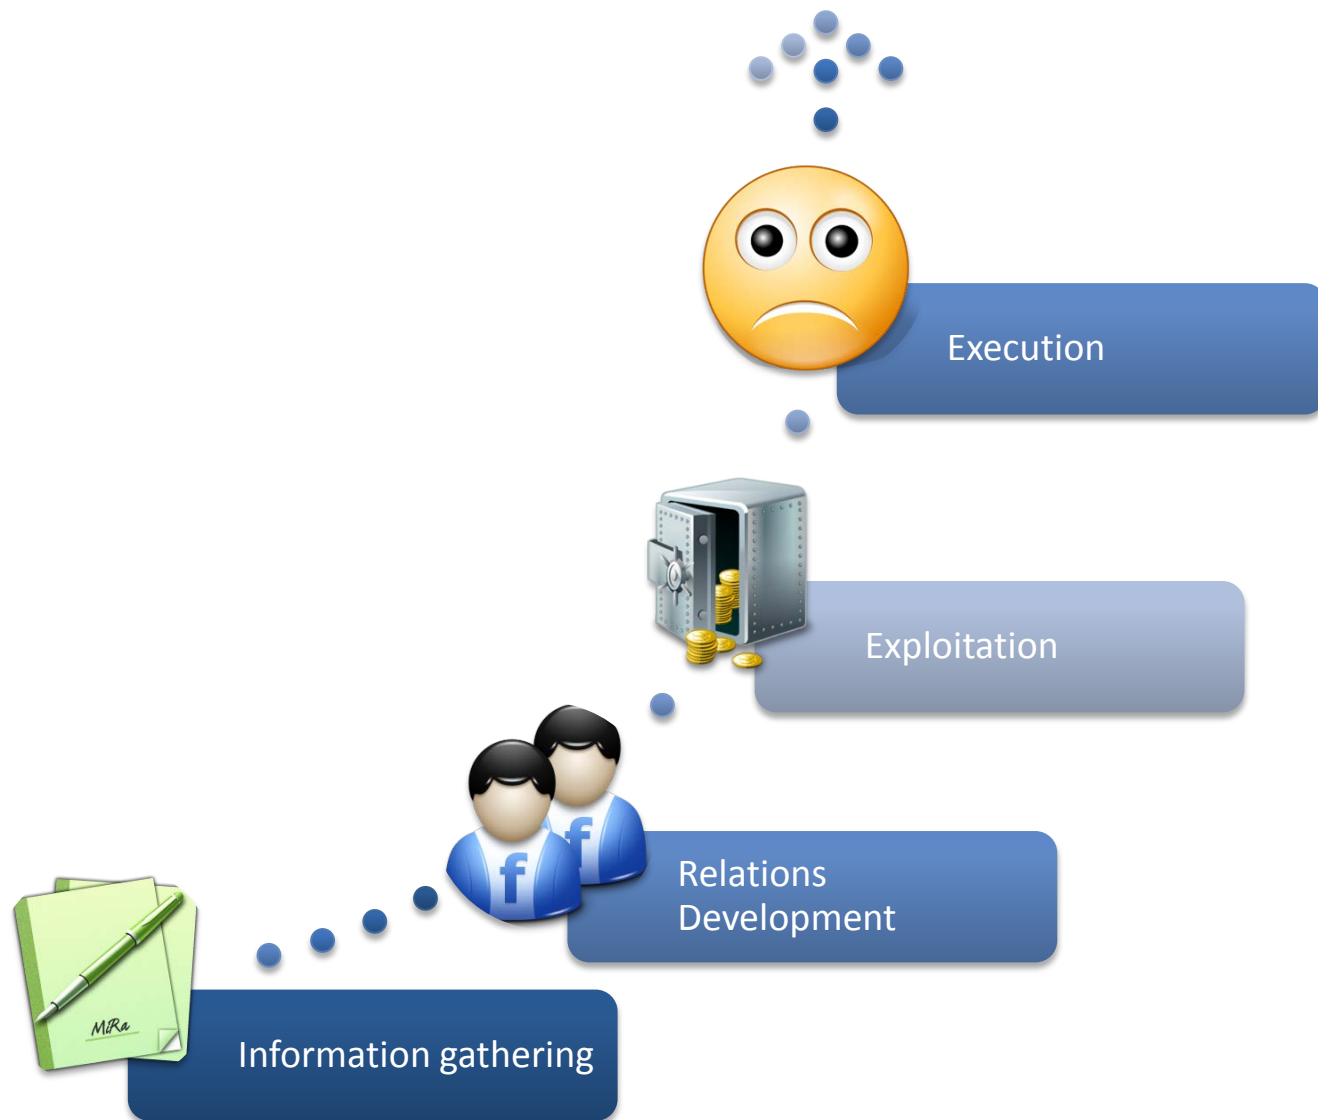 Execution
Exploitation
f
f
Relations
Development
MiRa
Information gathering